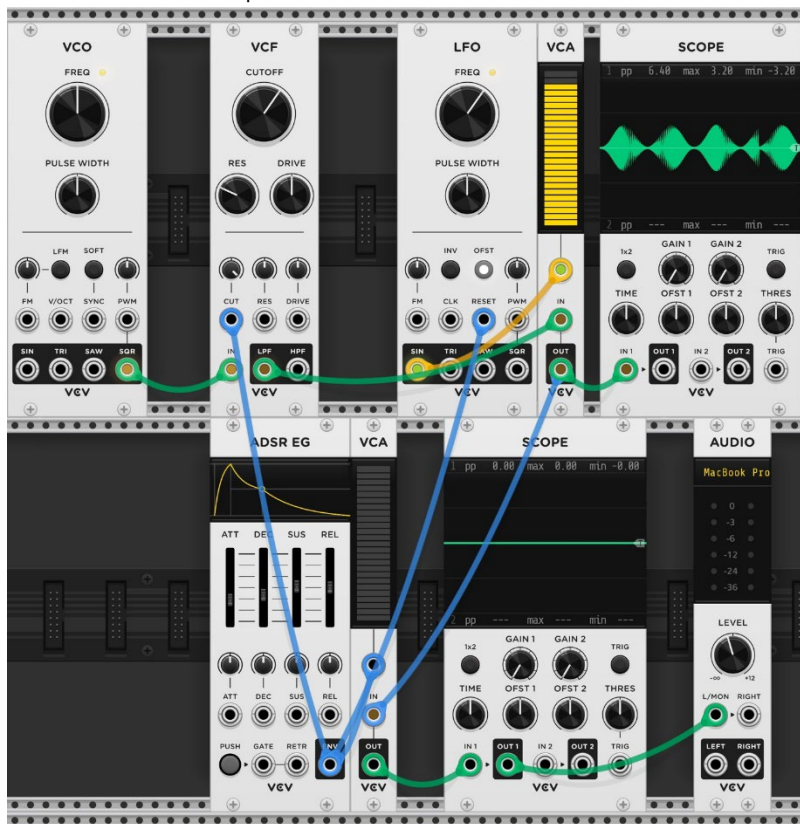 VCO
FREQ
PULSE WIDTH
LFM SOFT
FM V/OCT SYNC PWM
SIN TRI SAW SQR
VCV
VCF
CUTOFF
RES DRIVE
CUT RES DRIVE
IN LPF HPF
VCV
LFO
FREQ
PULSE WIDTH
INV OFST
FM CLK RESET PWM
SIN TRI SAW SQR
VCV
VCA
IN
OUT
VCV
SCOPE
1 pp 6.40 max 3.20 min -3.20
2 pp --- max --- min ---
1x2 GAIN 1 GAIN 2 TRIG
TIME OFST 1 OFST 2 THRES
IN 1 OUT 1 IN 2 OUT 2 TRIG
VCV
ADSR EG
ATT DEC SUS REL
ATT DEC SUS REL
PUSH GATE RETR ENV
VCV
VCA
IN
OUT
VCV
SCOPE
1 pp 0.00 max 0.00 min -0.00
2 pp --- max --- min ---
1x2 GAIN 1 GAIN 2 TRIG
TIME OFST 1 OFST 2 THRES
IN 1 OUT 1 IN 2 OUT 2 TRIG
VCV
AUDIO
MacBook Pro
0
-3
-6
-12
-24
-36
LEVEL
-∞ +12
L/MON RIGHT
LEFT RIGHT
VCV